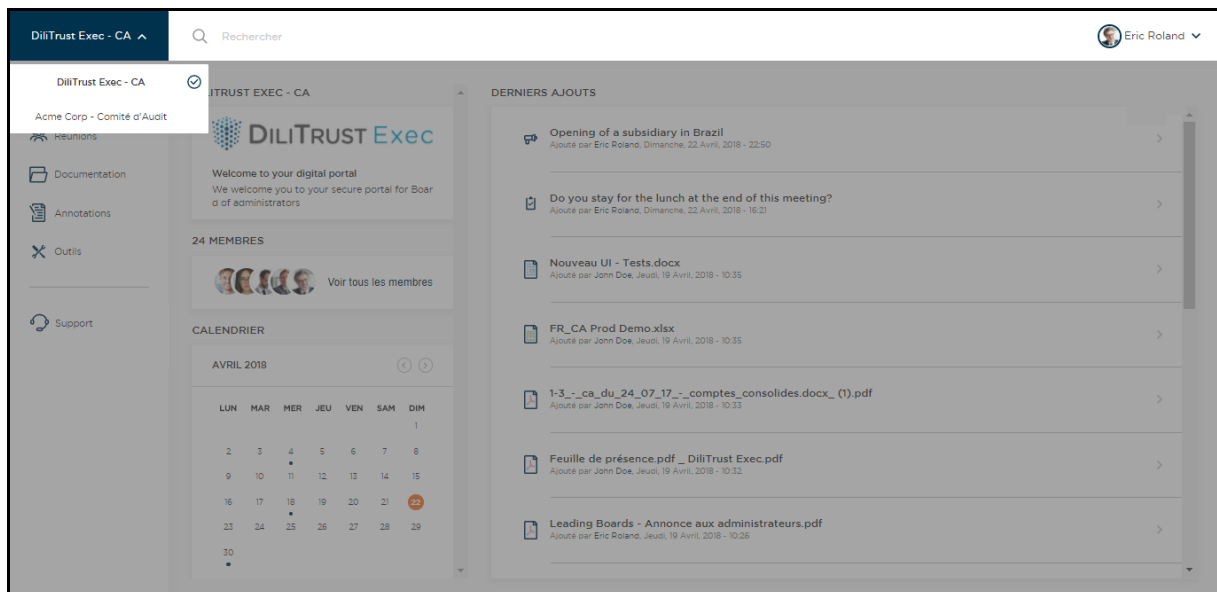 DiliTrust Exec - CA
Rechercher
Eric Roland
DiliTrust Exec - CA
Acme Corp - Comité d'Audit
Réunions
Documentation
Annotations
Outils
Support
ITRUST EXEC - CA
DILITRUST Exec
Welcome to your digital portal
We welcome you to your secure portal for Boar
d of administrators
24 MEMBRES
Voir tous les membres
CALENDRIER
AVRIL 2018
LUN MAR MER JEU VEN SAM DIM
1
2 3 4 5 6 7 8
9 10 11 12 13 14 15
16 17 18 19 20 21 22
23 24 25 26 27 28 29
30
DERNIERS AJOUTS
Opening of a subsidiary in Brazil
Ajouté par Eric Roland, Dimanche, 22 Avril, 2018 - 22:50
Do you stay for the lunch at the end of this meeting?
Ajouté par Eric Roland, Dimanche, 22 Avril, 2018 - 16:21
Nouveau UI - Tests.docx
Ajouté par John Doe, Jeudi, 19 Avril, 2018 - 10:35
FR_CA Prod Demo.xlsx
Ajouté par John Doe, Jeudi, 19 Avril, 2018 - 10:35
1-3_-_ca_du_24_07_17_-_comptes_consolides.docx_ (1).pdf
Ajouté par John Doe, Jeudi, 19 Avril, 2018 - 10:33
Feuille de présence.pdf _ DiliTrust Exec.pdf
Ajouté par John Doe, Jeudi, 19 Avril, 2018 - 10:32
Leading Boards - Annonce aux administrateurs.pdf
Ajouté par Eric Roland, Jeudi, 19 Avril, 2018 - 10:26